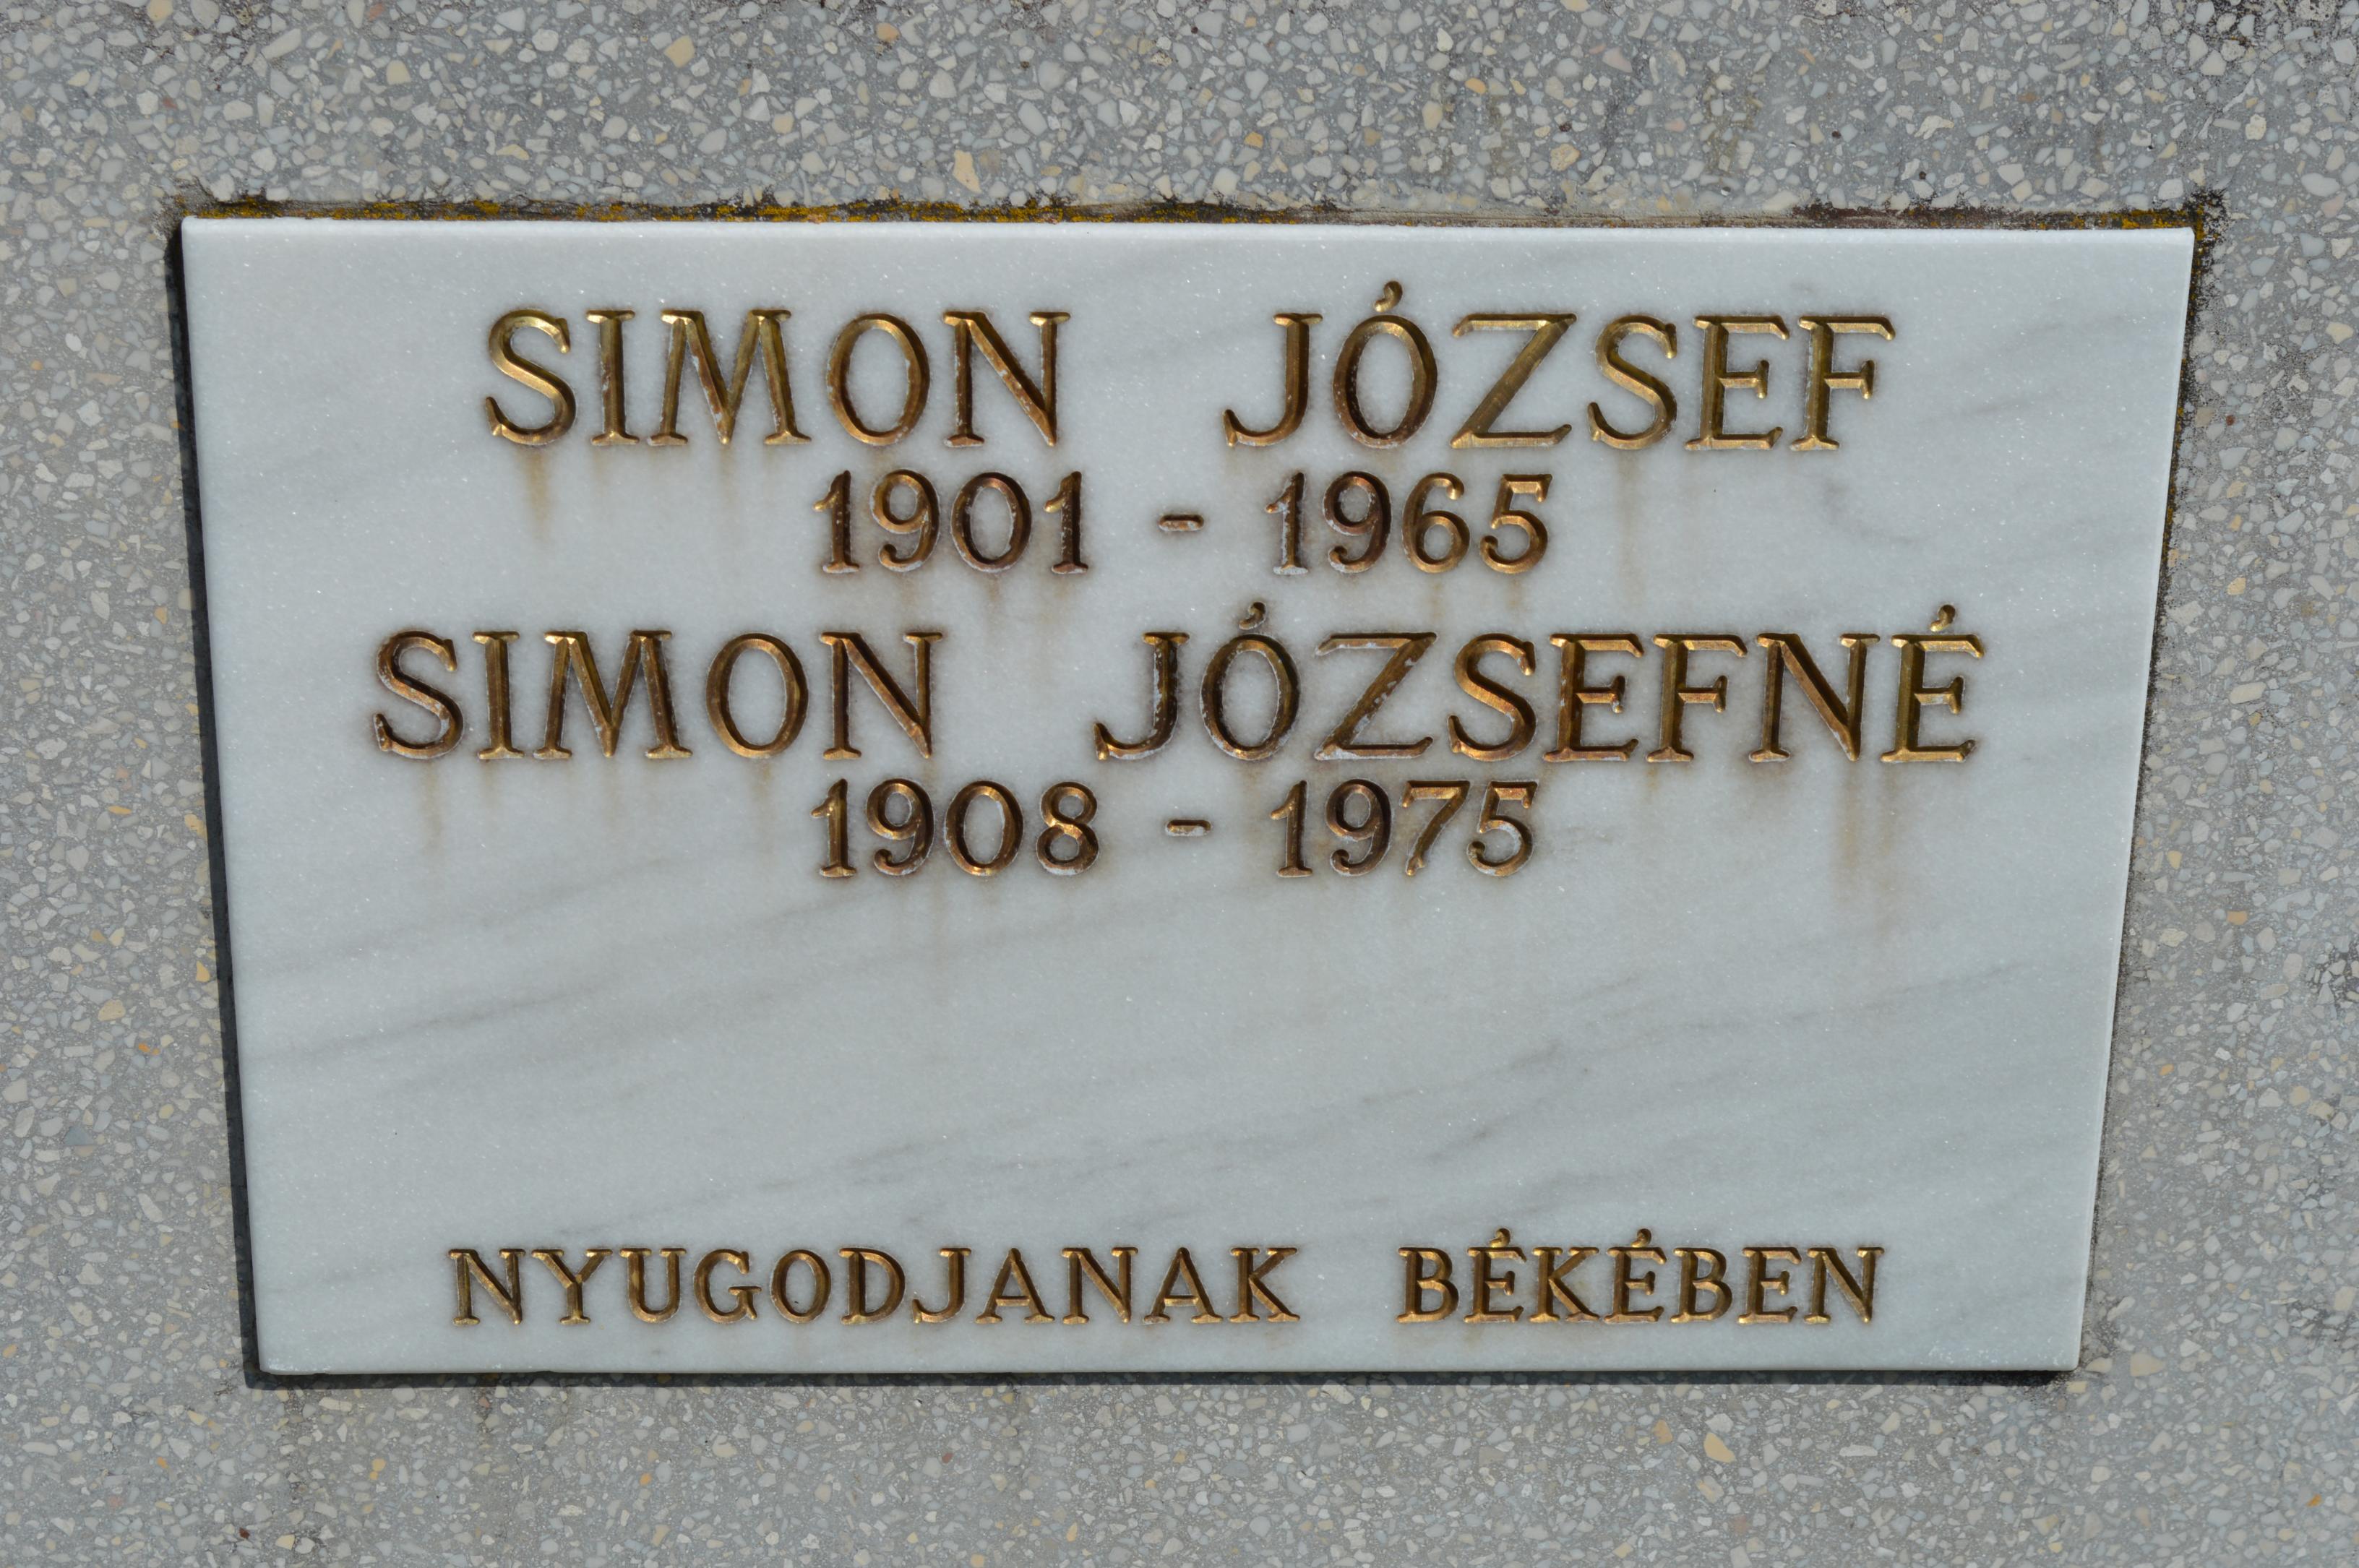 SIMON JÓZSEF
1901 - 1965
SIMON JÓZSEFNÉ
1908 - 1975
NYUGODJANAK BÉKÉBEN